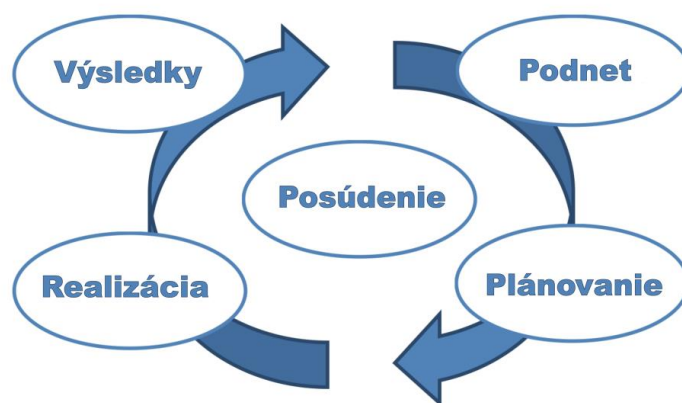 Výsledky
Podnet
Posúdenie
Realizácia
Plánovanie